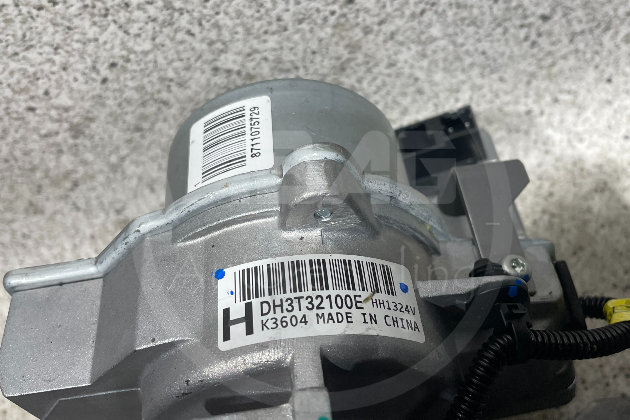 8711075729
DH3T32100E HH1324V
H K3604 MADE IN CHINA